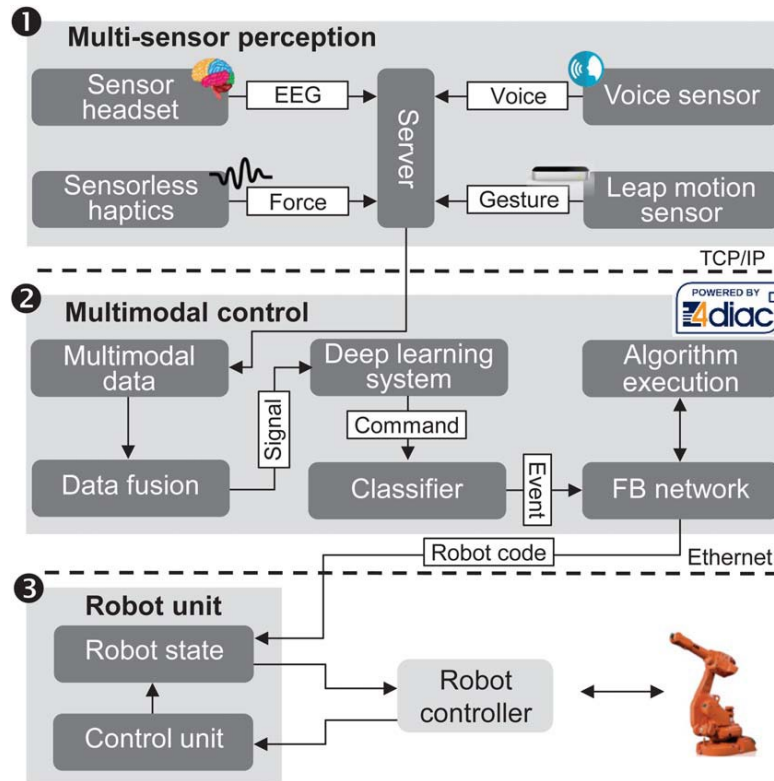 1
Multi-sensor perception
Sensor
headset
EEG
Server
Voice
Voice sensor
Sensorless
haptics
Force
Gesture
Leap motion
sensor
TCP/IP
2
Multimodal control
POWERED BY
4diac
Multimodal
data
Signal
Deep learning
system
Algorithm
execution
Command
Data fusion
Classifier
Event
FB network
Robot code
Ethernet
3
Robot unit
Robot state
Robot
controller
Control unit